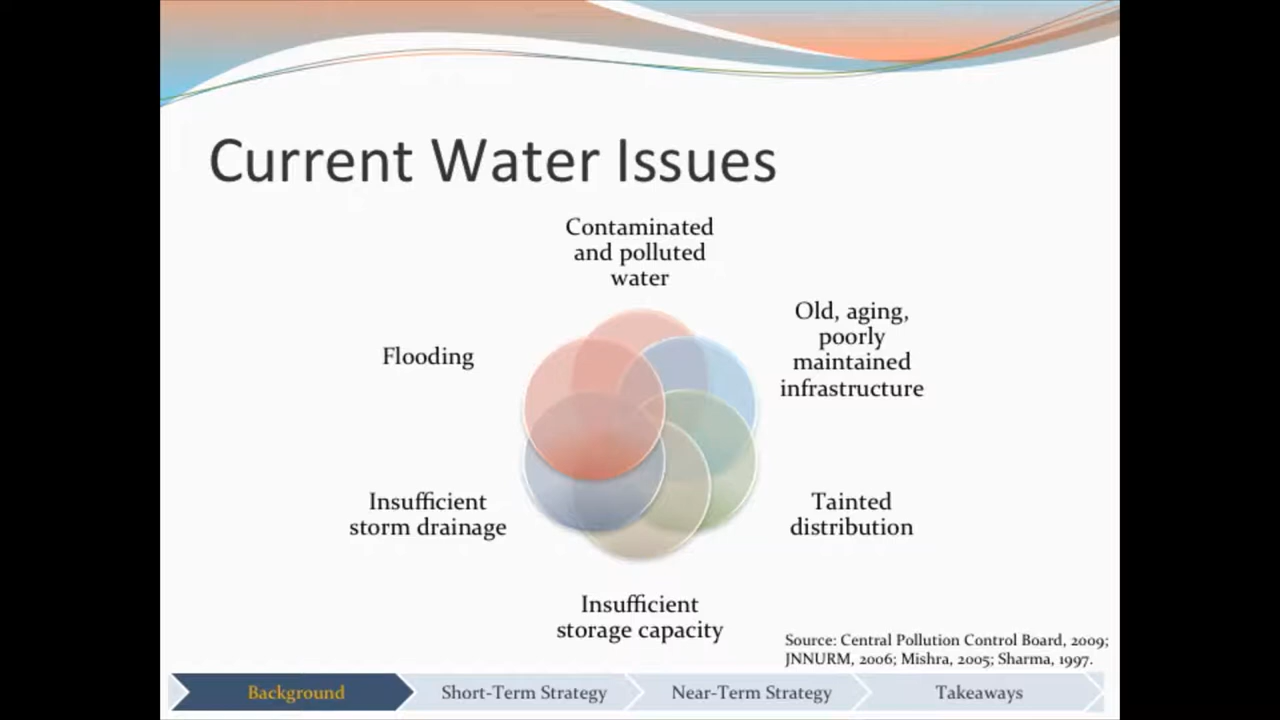 Current Water Issues
Contaminated
and polluted
water
Old, aging,
poorly
maintained
infrastructure
Flooding
Tainted
distribution
Insufficient
storm drainage
Insufficient
storage capacity
Source: Central Pollution Control Board, 2009;
JNNURM, 2006; Mishra, 2005; Sharma, 1997.
Background
Short-Term Strategy
Near-Term Strategy
Takeaways